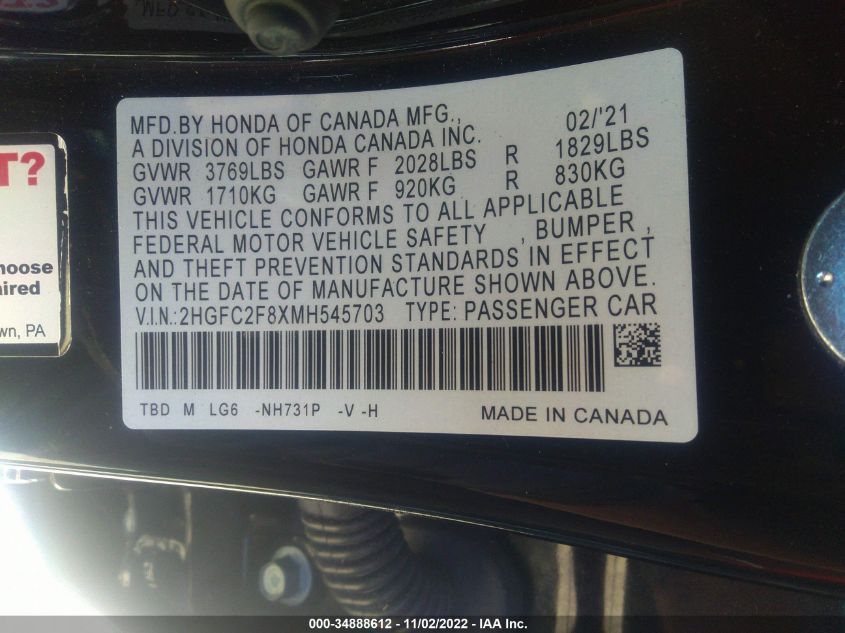 MFD.BY HONDA OF CANADA MFG., 02/'21
A DIVISION OF HONDA CANADA INC.
GVWR 3769LBS GAWR F 2028LBS R 1829LBS
GVWR 1710KG GAWR F 920KG R 830KG
THIS VEHICLE CONFORMS TO ALL APPLICABLE
FEDERAL MOTOR VEHICLE SAFETY , BUMPER ,
AND THEFT PREVENTION STANDARDS IN EFFECT
ON THE DATE OF MANUFACTURE SHOWN ABOVE.
V.I.N.:2HGFC2F8XMH545703 TYPE: PASSENGER CAR
TBD M LG6 -NH731P -V -H MADE IN CANADA
T?
hoose
ired
wn, PA
000-34888612 - 11/02/2022 - IAA Inc.